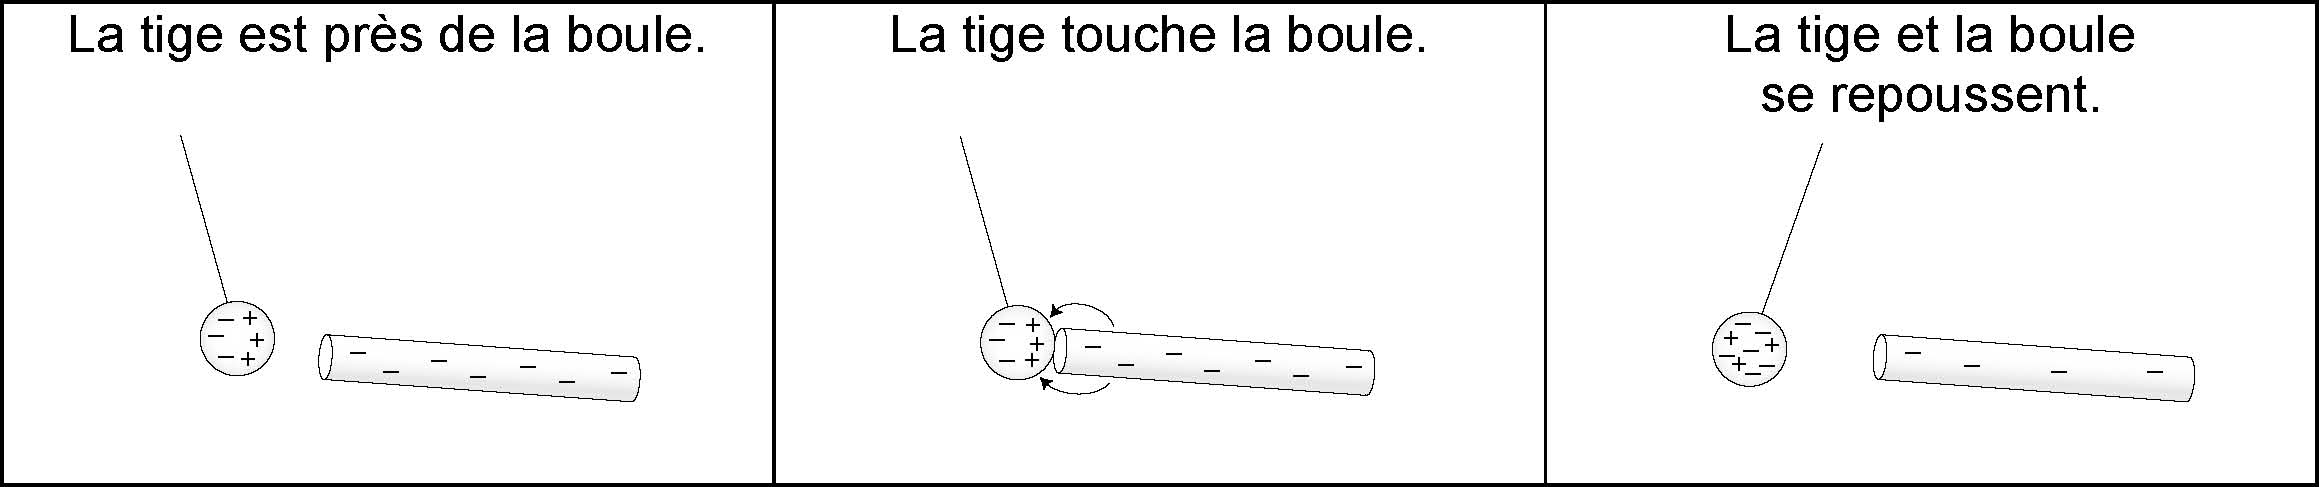 La tige est près de la boule.
La tige touche la boule.
La tige et la boule
se repoussent.